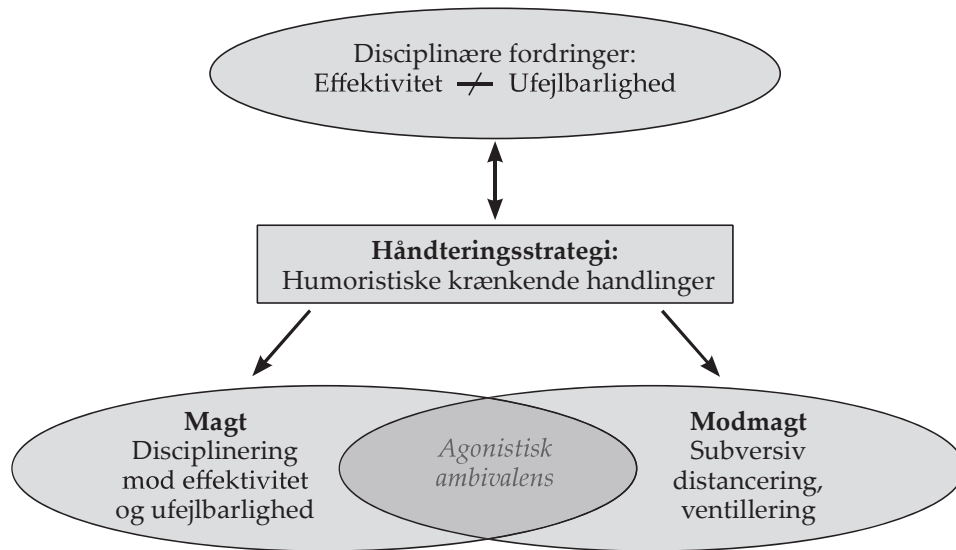 Disciplinære fordringer:
Effektivitet ≠ Ufejlbarlighed
Håndteringsstrategi:
Humoristiske krænkende handlinger
Magt
Disciplinering
mod effektivitet
og ufejlbarlighed
Agonistisk
ambivalens
Modmagt
Subversiv
distancering,
ventillering